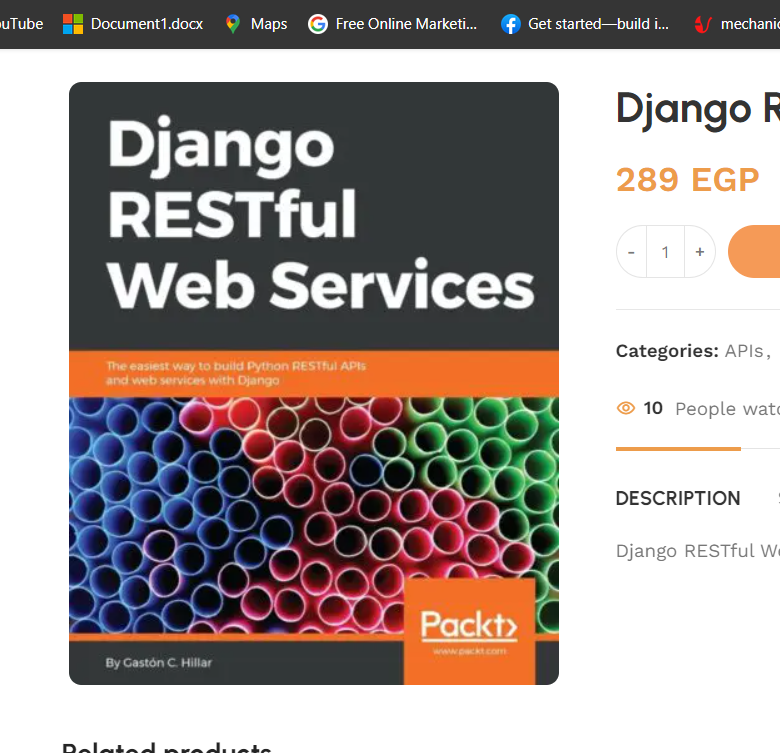 ouTube
Document1.docx
Maps
Free Online Marketi...
Get started—build i...
mechanic
Django
RESTful
Web Services
The easiest way to build Python RESTful APIs
and web services with Django
Packt>
www.packt.com
By Gastón C. Hillar
Django R
289 EGP
- 1 +
Categories: APIs,
10 People watc
DESCRIPTION
Django RESTful We
Related products